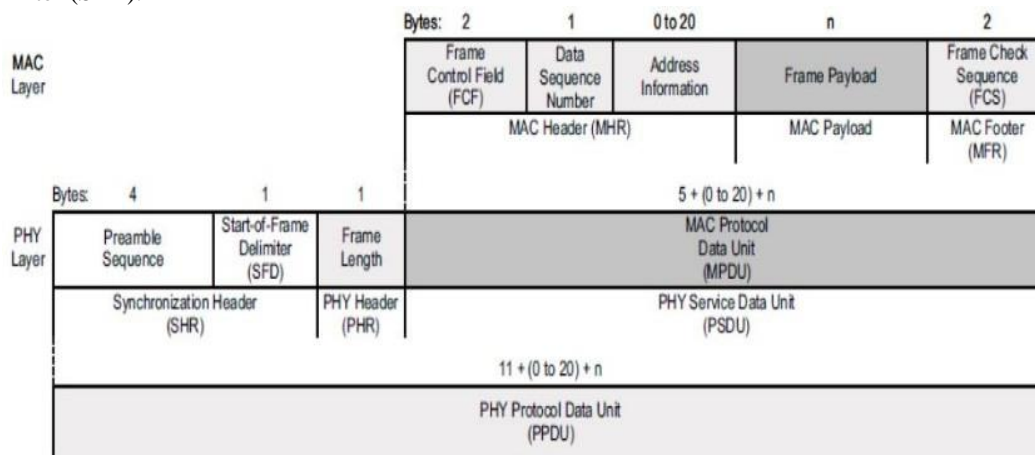 Bytes: 2 1 0 to 20 n 2
MAC
Layer
Frame
Control Field
(FCF)
Data
Sequence
Number
Address
Information
Frame Payload
Frame Check
Sequence
(FCS)
MAC Header (MHR)
MAC Payload
MAC Footer
(MFR)
Bytes: 4 1 1 5 + (0 to 20) + n
PHY
Layer
Preamble
Sequence
Start-of-Frame
Delimiter
(SFD)
Frame
Length
MAC Protocol
Data Unit
(MPDU)
Synchronization Header
(SHR)
PHY Header
(PHR)
PHY Service Data Unit
(PSDU)
11 + (0 to 20) + n
PHY Protocol Data Unit
(PPDU)